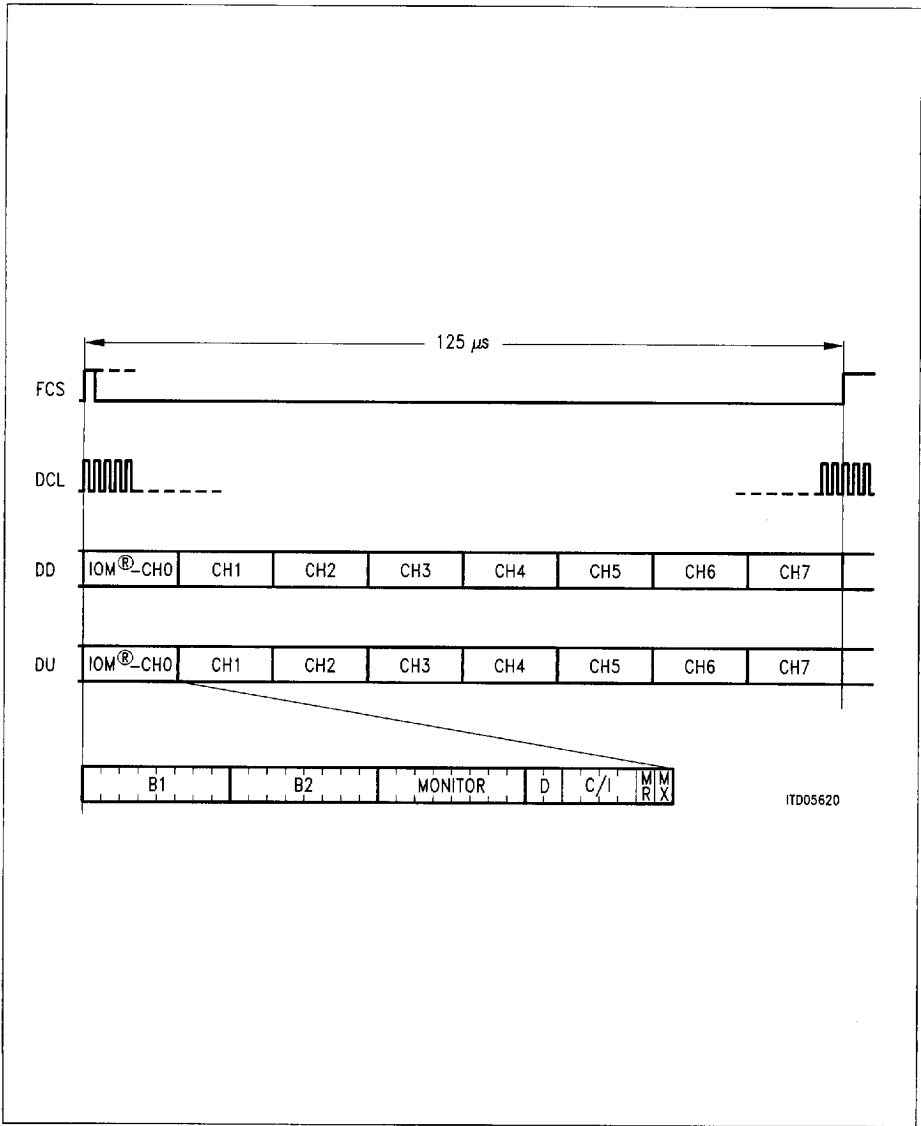 125 μs
FCS
DCL
DD IOM®-CH0 CH1 CH2 CH3 CH4 CH5 CH6 CH7
DU IOM®-CH0 CH1 CH2 CH3 CH4 CH5 CH6 CH7
B1 B2 MONITOR D C/I MR MX
ITD05620